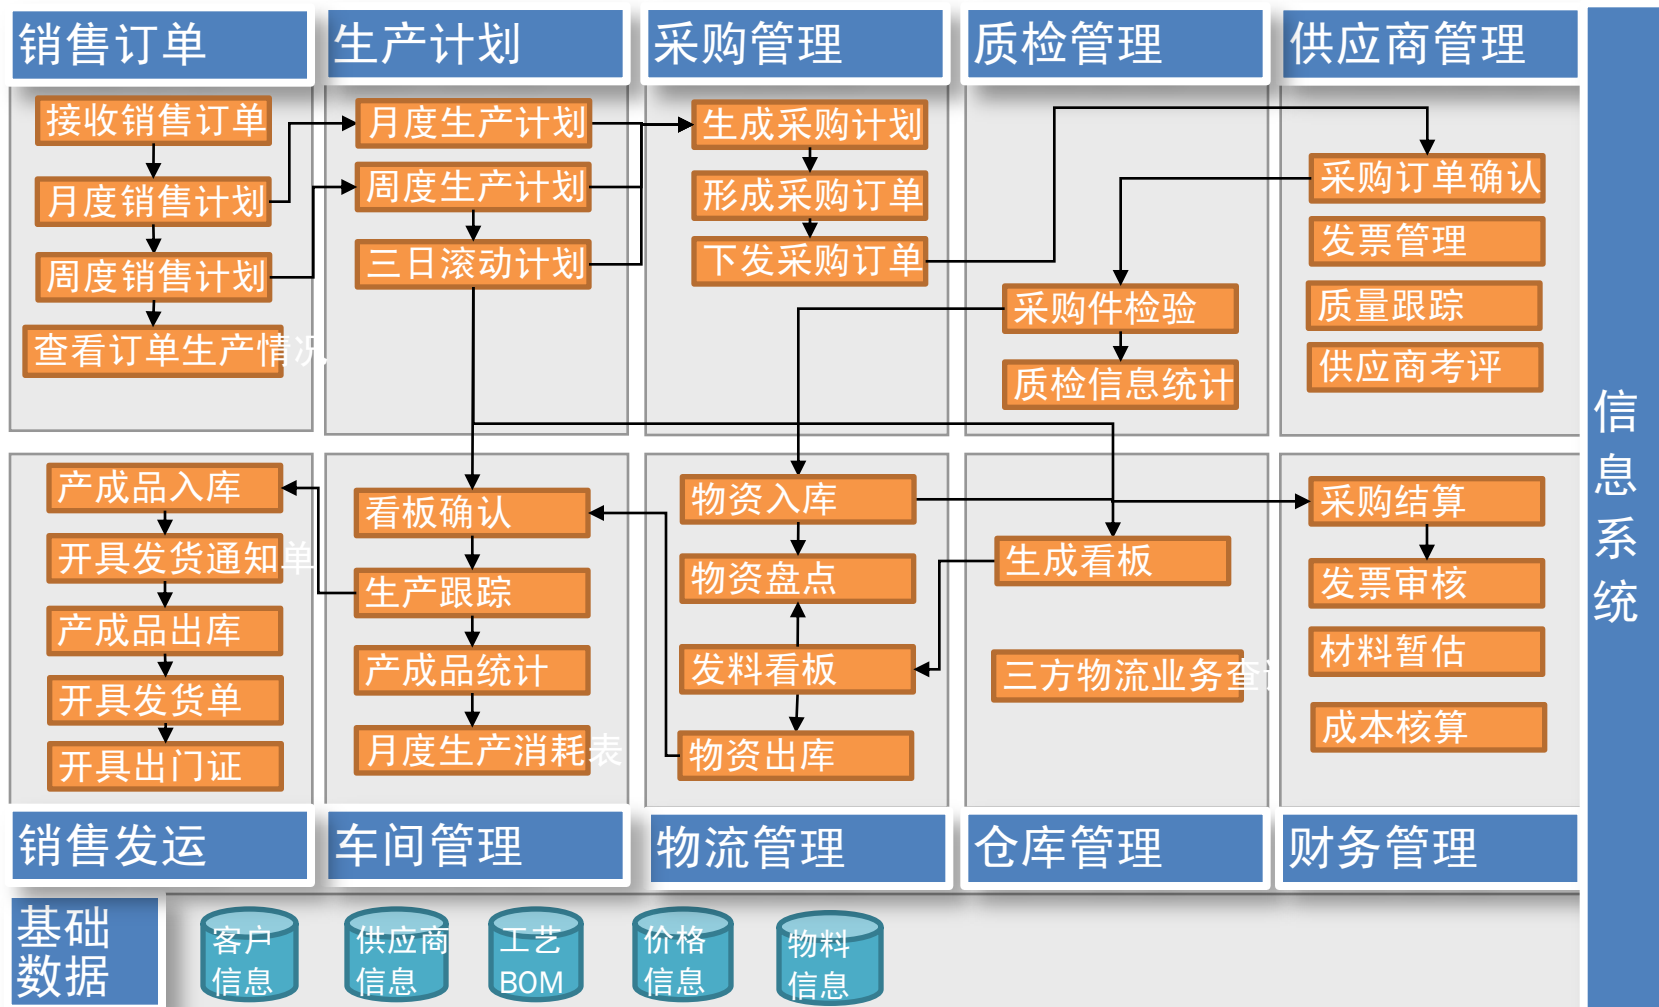 销售订单
生产计划
采购管理
质检管理
供应商管理
接收销售订单
月度销售计划
周度销售计划
查看订单生产情况
月度生产计划
周度生产计划
三日滚动计划
生成采购计划
形成采购订单
下发采购订单
采购件检验
质检信息统计
采购订单确认
发票管理
质量跟踪
供应商考评
信息系统
产成品入库
开具发货通知单
产成品出库
开具发货单
开具出门证
看板确认
生产跟踪
产成品统计
月度生产消耗表
物资入库
物资盘点
发料看板
物资出库
生成看板
三方物流业务查
采购结算
发票审核
材料暂估
成本核算
销售发运
车间管理
物流管理
仓库管理
财务管理
基础
数据
客户
信息
供应商
信息
工艺
BOM
价格
信息
物料
信息